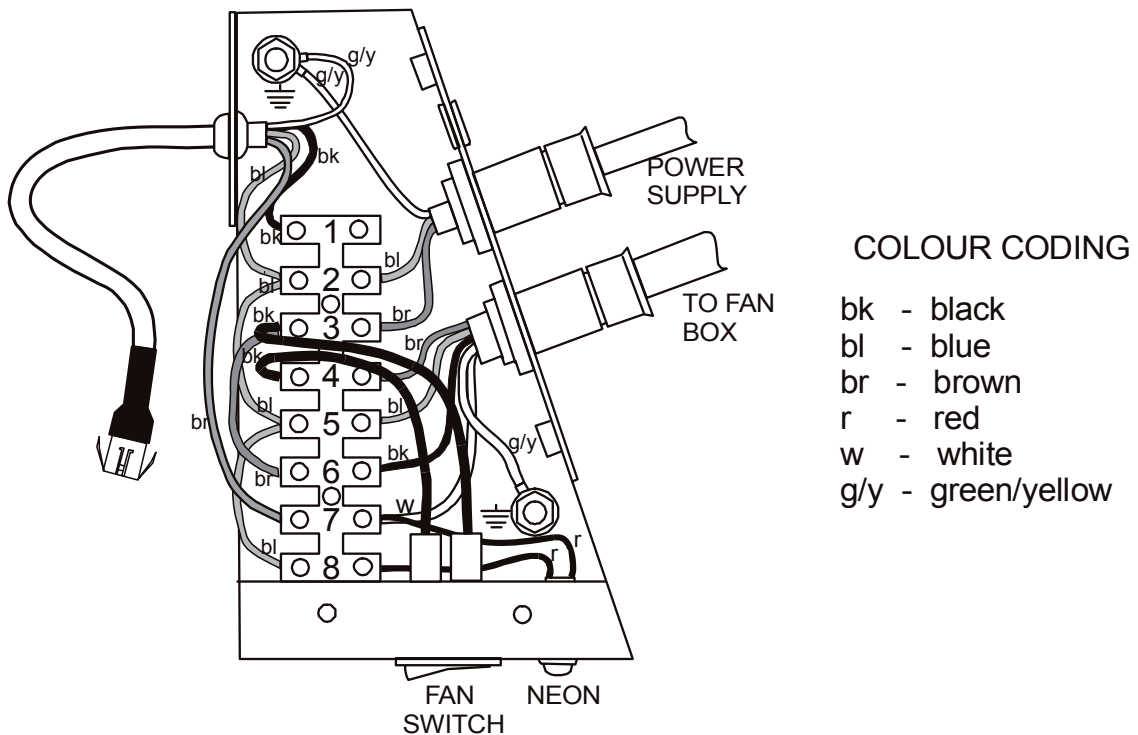 g/y
g/y
bk
bl
POWER
SUPPLY
bk
1
bl
bl
2
TO FAN
BOX
bk
3
br
br
bk
4
bl
5
bl
br
g/y
bk
br
6
w
7
bl
r
r
8
FAN
SWITCH
NEON
COLOUR CODING
bk - black
bl - blue
br - brown
r - red
w - white
g/y - green/yellow